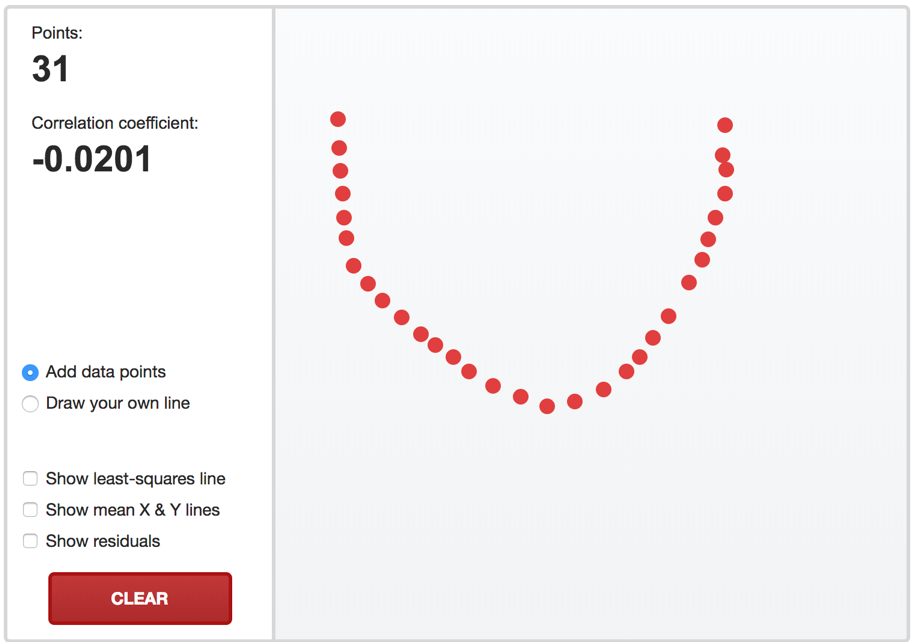 Points:
31
Correlation coefficient:
-0.0201
Add data points
Draw your own line
Show least-squares line
Show mean X & Y lines
Show residuals
CLEAR